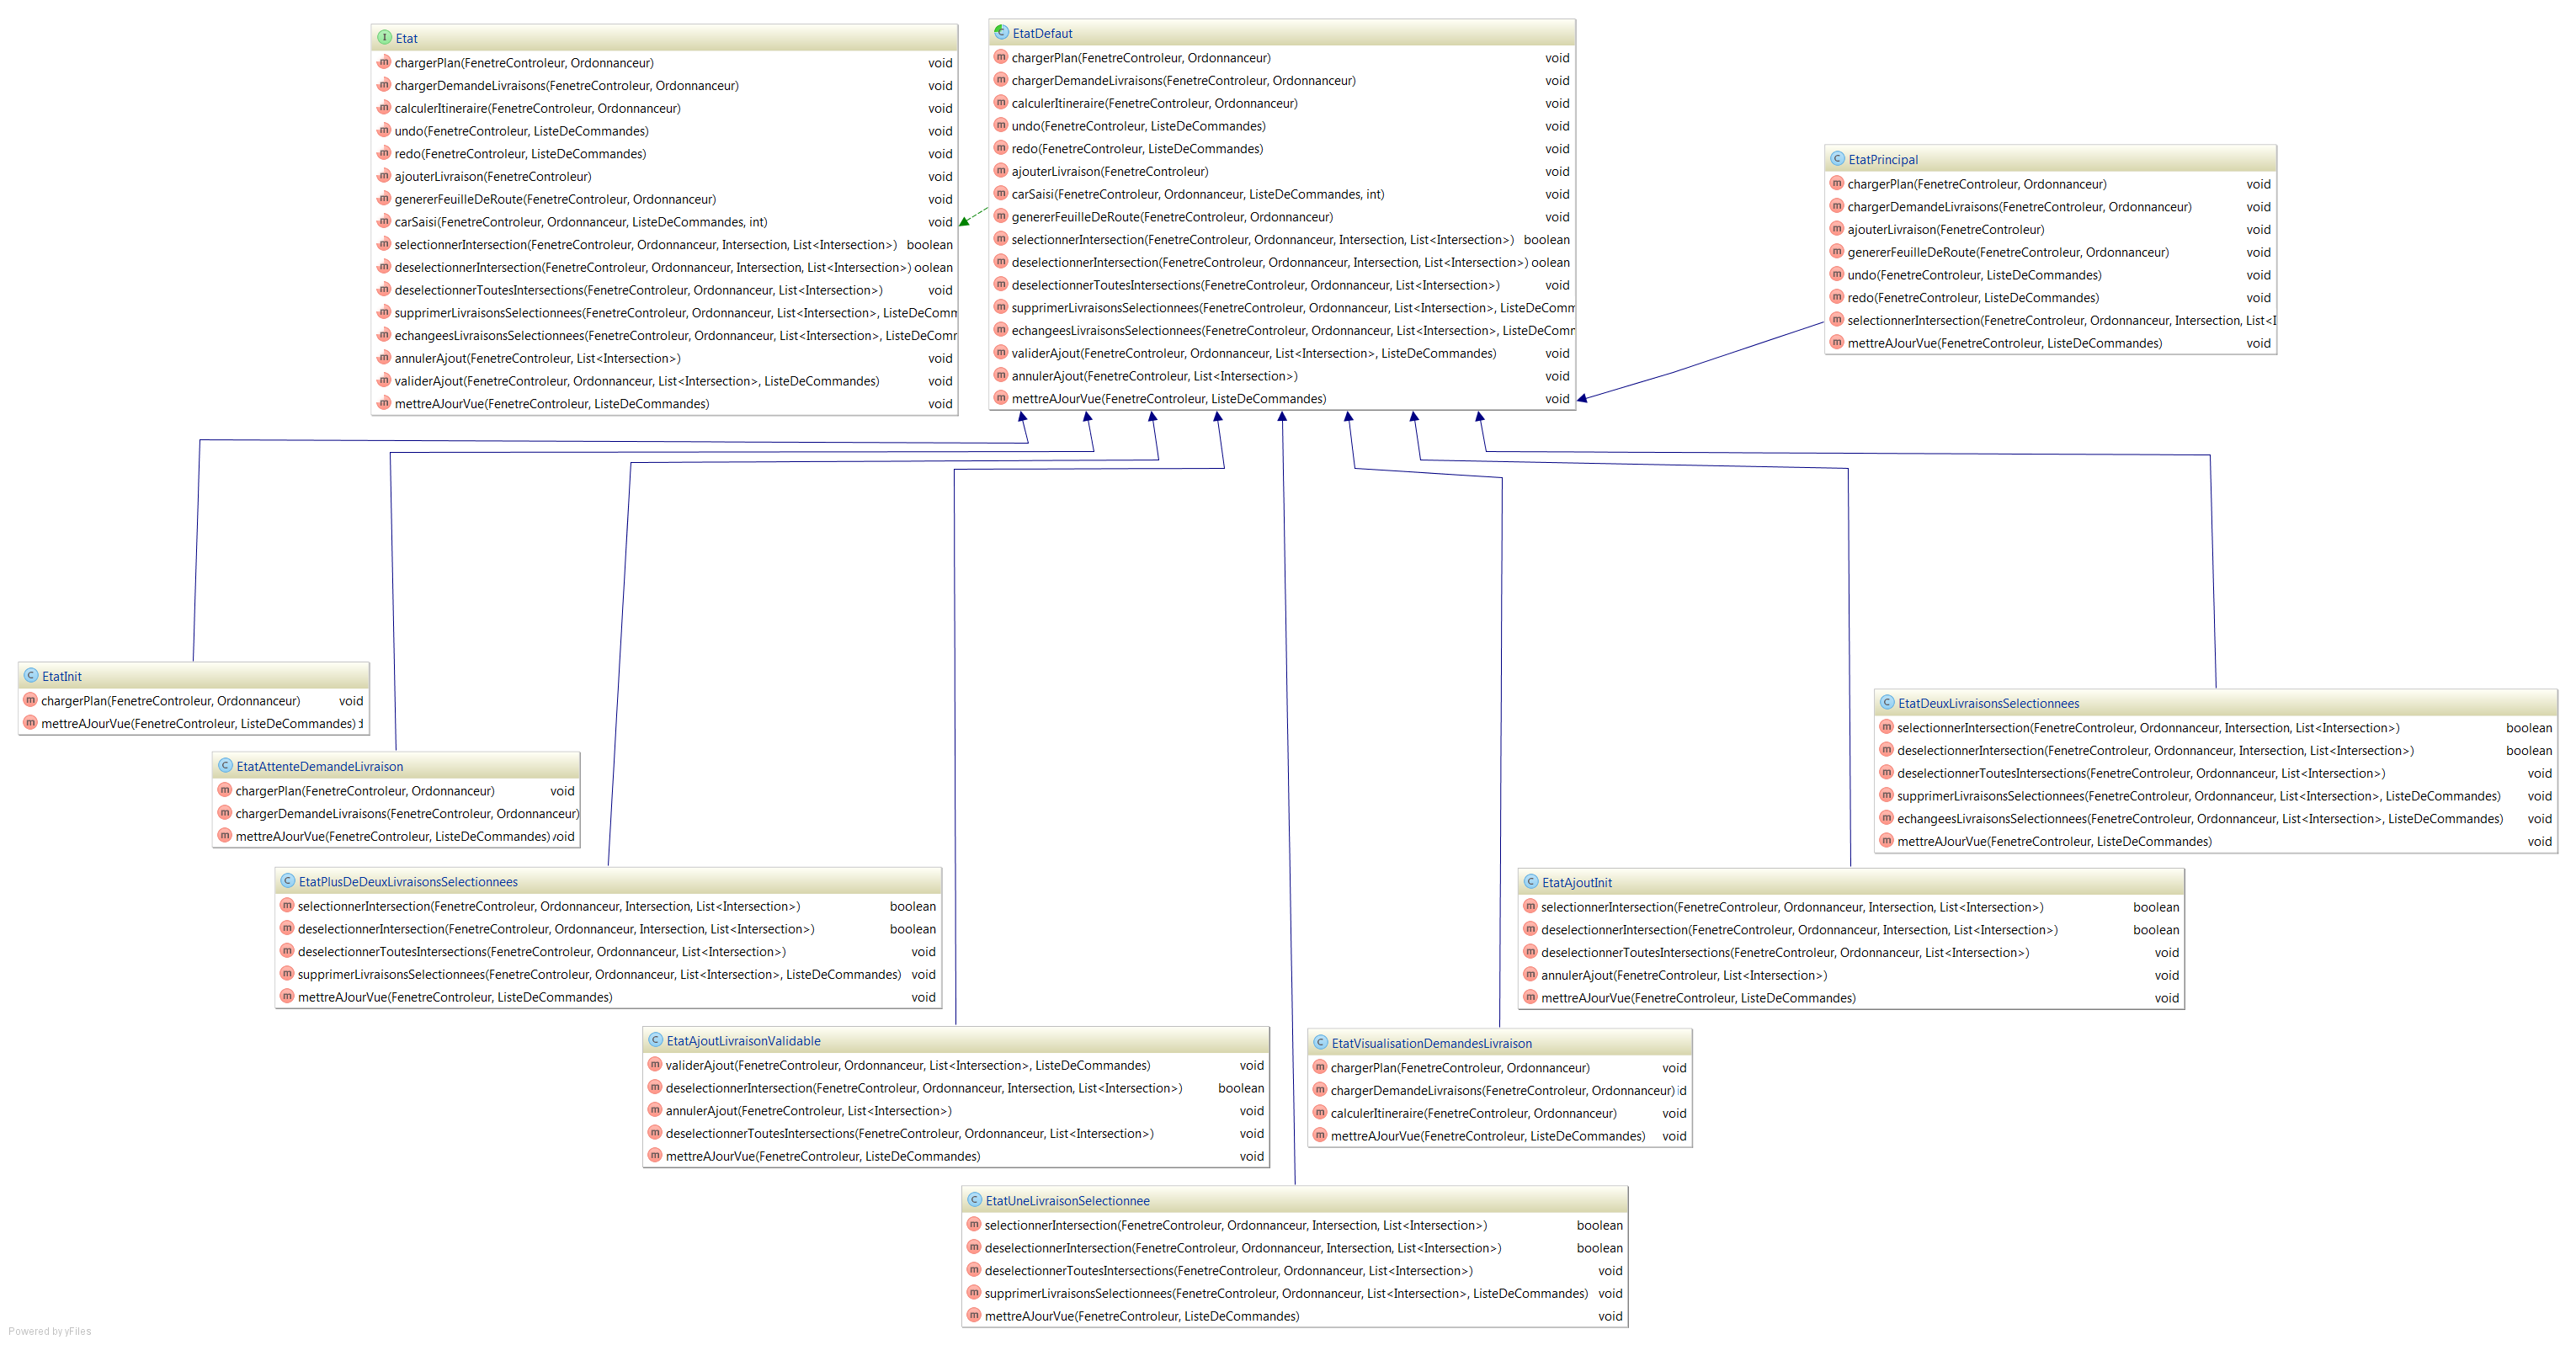 Etat
chargerPlan(FenetreControleur, Ordonnanceur) void
chargerDemandeLivraisons(FenetreControleur, Ordonnanceur) void
calculerItineraire(FenetreControleur, Ordonnanceur) void
undo(FenetreControleur, ListeDeCommandes) void
redo(FenetreControleur, ListeDeCommandes) void
ajouterLivraison(FenetreControleur) void
genererFeuilleDeRoute(FenetreControleur, Ordonnanceur) void
carSaisi(FenetreControleur, Ordonnanceur, ListeDeCommandes, int) void
selectionnerIntersection(FenetreControleur, Ordonnanceur, Intersection, List<Intersection>) boolean
deselectionnerIntersection(FenetreControleur, Ordonnanceur, Intersection, List<Intersection>) oolean
deselectionnerToutesIntersections(FenetreControleur, Ordonnanceur, List<Intersection>) void
supprimerLivraisonsSelectionnees(FenetreControleur, Ordonnanceur, List<Intersection>, ListeDeComm
echangeesLivraisonsSelectionnees(FenetreControleur, Ordonnanceur, List<Intersection>, ListeDeComr
annulerAjout(FenetreControleur, List<Intersection>) void
validerAjout(FenetreControleur, Ordonnanceur, List<Intersection>, ListeDeCommandes) void
mettreAJourVue(FenetreControleur, ListeDeCommandes) void
EtatDefaut
chargerPlan(FenetreControleur, Ordonnanceur) void
chargerDemandeLivraisons(FenetreControleur, Ordonnanceur) void
calculerItineraire(FenetreControleur, Ordonnanceur) void
undo(FenetreControleur, ListeDeCommandes) void
redo(FenetreControleur, ListeDeCommandes) void
ajouterLivraison(FenetreControleur) void
carSaisi(FenetreControleur, Ordonnanceur, ListeDeCommandes, int) void
genererFeuilleDeRoute(FenetreControleur, Ordonnanceur) void
selectionnerIntersection(FenetreControleur, Ordonnanceur, Intersection, List<Intersection>) boolean
deselectionnerIntersection(FenetreControleur, Ordonnanceur, Intersection, List<Intersection>) oolean
deselectionnerToutesIntersections(FenetreControleur, Ordonnanceur, List<Intersection>) void
supprimerLivraisonsSelectionnees(FenetreControleur, Ordonnanceur, List<Intersection>, ListeDeComm
echangeesLivraisonsSelectionnees(FenetreControleur, Ordonnanceur, List<Intersection>, ListeDeComr
validerAjout(FenetreControleur, Ordonnanceur, List<Intersection>, ListeDeCommandes) void
annulerAjout(FenetreControleur, List<Intersection>) void
mettreAJourVue(FenetreControleur, ListeDeCommandes) void
EtatPrincipal
chargerPlan(FenetreControleur, Ordonnanceur) void
chargerDemandeLivraisons(FenetreControleur, Ordonnanceur) void
ajouterLivraison(FenetreControleur) void
genererFeuilleDeRoute(FenetreControleur, Ordonnanceur) void
undo(FenetreControleur, ListeDeCommandes) void
redo(FenetreControleur, ListeDeCommandes) void
selectionnerIntersection(FenetreControleur, Ordonnanceur, Intersection, List<I
mettreAJourVue(FenetreControleur, ListeDeCommandes) void
EtatInit
chargerPlan(FenetreControleur, Ordonnanceur) void
mettreAJourVue(FenetreControleur, ListeDeCommandes) d
EtatAttenteDemandeLivraison
chargerPlan(FenetreControleur, Ordonnanceur) void
chargerDemandeLivraisons(FenetreControleur, Ordonnanceur)
mettreAJourVue(FenetreControleur, ListeDeCommandes) void
EtatPlusDeDeuxLivraisonsSelectionnees
selectionnerIntersection(FenetreControleur, Ordonnanceur, Intersection, List<Intersection>) boolean
deselectionnerIntersection(FenetreControleur, Ordonnanceur, Intersection, List<Intersection>) boolean
deselectionnerToutesIntersections(FenetreControleur, Ordonnanceur, List<Intersection>) void
supprimerLivraisonsSelectionnees(FenetreControleur, Ordonnanceur, List<Intersection>, ListeDeCommandes) void
mettreAJourVue(FenetreControleur, ListeDeCommandes) void
EtatAjoutLivraisonValidable
validerAjout(FenetreControleur, Ordonnanceur, List<Intersection>, ListeDeCommandes) void
deselectionnerIntersection(FenetreControleur, Ordonnanceur, Intersection, List<Intersection>) boolean
annulerAjout(FenetreControleur, List<Intersection>) void
deselectionnerToutesIntersections(FenetreControleur, Ordonnanceur, List<Intersection>) void
mettreAJourVue(FenetreControleur, ListeDeCommandes) void
EtatUneLivraisonSelectionnee
selectionnerIntersection(FenetreControleur, Ordonnanceur, Intersection, List<Intersection>) boolean
deselectionnerIntersection(FenetreControleur, Ordonnanceur, Intersection, List<Intersection>) boolean
deselectionnerToutesIntersections(FenetreControleur, Ordonnanceur, List<Intersection>) void
supprimerLivraisonsSelectionnees(FenetreControleur, Ordonnanceur, List<Intersection>, ListeDeCommandes) void
mettreAJourVue(FenetreControleur, ListeDeCommandes) void
EtatVisualisationDemandesLivraison
chargerPlan(FenetreControleur, Ordonnanceur) void
chargerDemandeLivraisons(FenetreControleur, Ordonnanceur) id
calculerItineraire(FenetreControleur, Ordonnanceur) void
mettreAJourVue(FenetreControleur, ListeDeCommandes) void
EtatAjoutInit
selectionnerIntersection(FenetreControleur, Ordonnanceur, Intersection, List<Intersection>) boolean
deselectionnerIntersection(FenetreControleur, Ordonnanceur, Intersection, List<Intersection>) boolean
deselectionnerToutesIntersections(FenetreControleur, Ordonnanceur, List<Intersection>) void
annulerAjout(FenetreControleur, List<Intersection>) void
mettreAJourVue(FenetreControleur, ListeDeCommandes) void
EtatDeuxLivraisonsSelectionnees
selectionnerIntersection(FenetreControleur, Ordonnanceur, Intersection, List<Intersection>) boolean
deselectionnerIntersection(FenetreControleur, Ordonnanceur, Intersection, List<Intersection>) boolean
deselectionnerToutesIntersections(FenetreControleur, Ordonnanceur, List<Intersection>) void
supprimerLivraisonsSelectionnees(FenetreControleur, Ordonnanceur, List<Intersection>, ListeDeCommandes) void
echangeesLivraisonsSelectionnees(FenetreControleur, Ordonnanceur, List<Intersection>, ListeDeCommandes) void
mettreAJourVue(FenetreControleur, ListeDeCommandes) void
Powered by yFiles